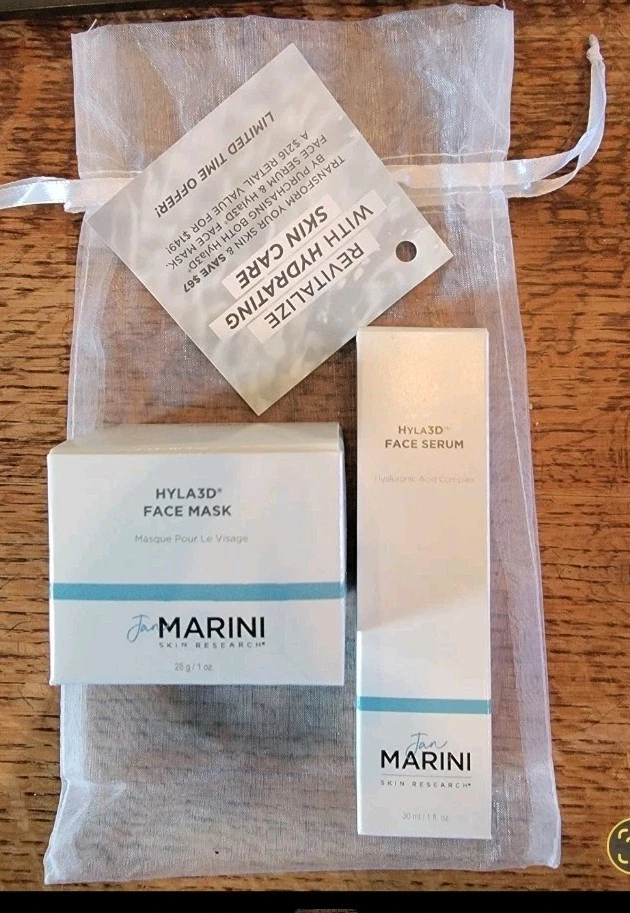 REVITALIZE
WITH HYDRATING
SKIN CARE
TRANSFORM YOUR SKIN & SAVE $67
BY PURCHASING BOTH Hyla3D®
FACE SERUM & Hyla3D® FACE MASK.
A $216 RETAIL VALUE FOR $149!
LIMITED TIME OFFER!
HYLA3D®
FACE MASK
Masque Pour Le Visage
Jan MARINI
SKIN RESEARCH®
28 g / 1 oz.
HYLA3D™
FACE SERUM
Hyaluronic Acid Complex
Jan
MARINI
SKIN RESEARCH®
30 ml / 1 fl. oz.